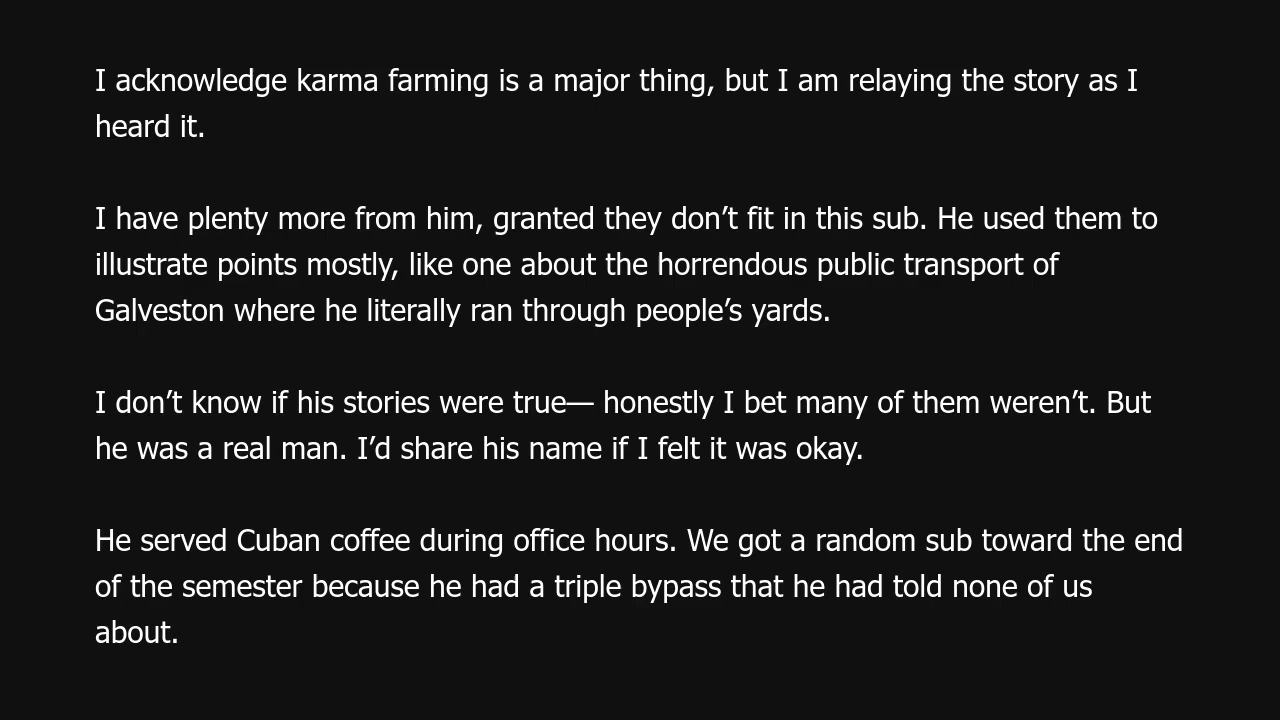 I acknowledge karma farming is a major thing, but I am relaying the story as I
heard it.
I have plenty more from him, granted they don’t fit in this sub. He used them to
illustrate points mostly, like one about the horrendous public transport of
Galveston where he literally ran through people’s yards.
I don’t know if his stories were true— honestly I bet many of them weren’t. But
he was a real man. I’d share his name if I felt it was okay.
He served Cuban coffee during office hours. We got a random sub toward the end
of the semester because he had a triple bypass that he had told none of us
about.